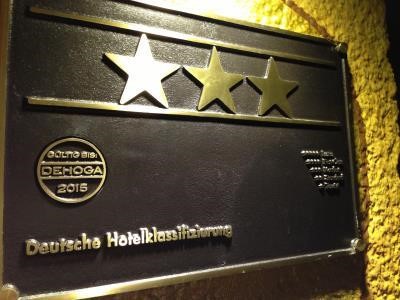 GÜLTIG BIS:
DEHOGA
2015
Deutsche Hotelklassifizierung